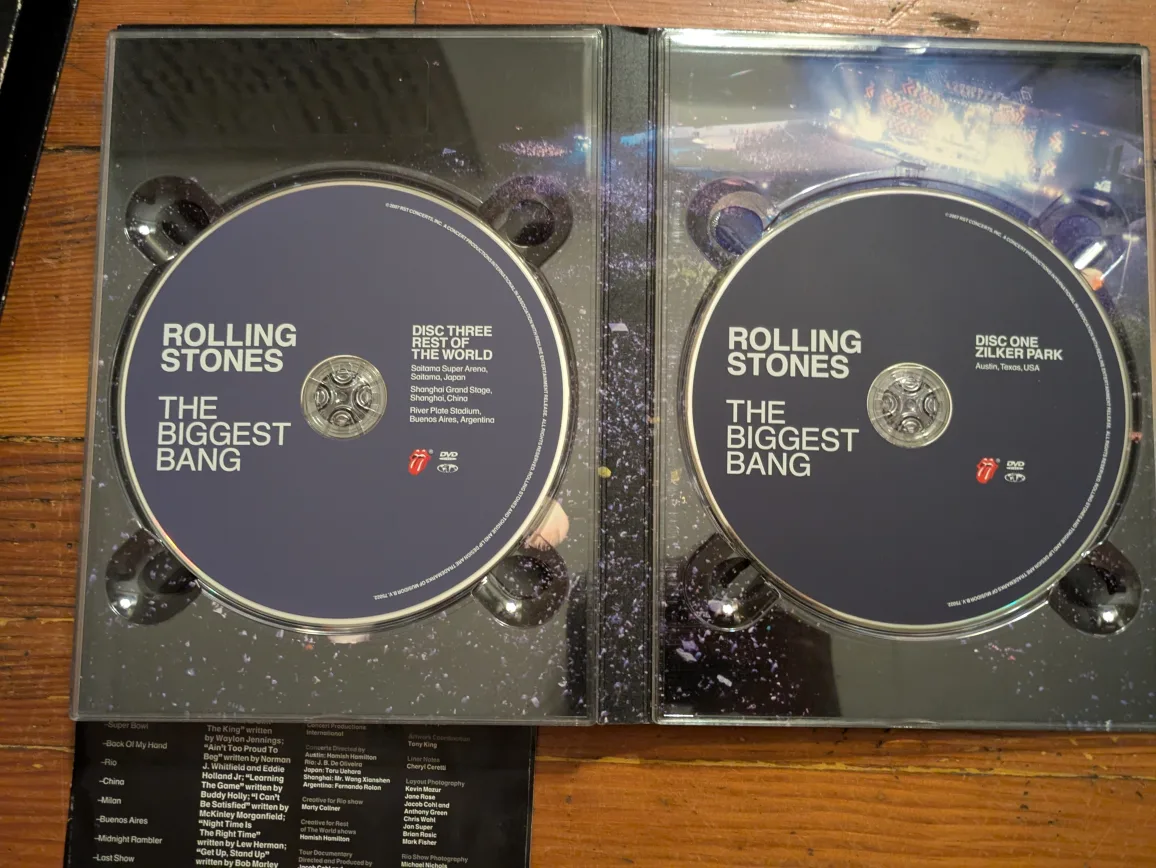 ROLLING
STONES
THE
BIGGEST
BANG
DISC THREE
REST OF
THE WORLD
Saitama Super Arena,
Saitama, Japan
Shanghai Grand Stage,
Shanghai, China
River Plate Stadium,
Buenos Aires, Argentina
DVD
ROLLING
STONES
THE
BIGGEST
BANG
DISC ONE
ZILKER PARK
Austin, Texas, USA
DVD
–Super Bowl
–Back Of My Hand
–Rio
–China
–Milan
–Buenos Aires
–Midnight Rambler
–Last Show
The King" written
by Waylon Jennings;
"Ain't Too Proud To
Beg" written by Norman
J. Whitfield and Eddie
Holland Jr; "Learning
The Game" written by
Buddy Holly; "I Can't
Be Satisfied" written by
McKinley Morganfield;
"Night Time Is
The Right Time"
written by Lew Herman;
"Get Up, Stand Up"
written by Bob Marley
Concert Productions
International
Concerts Directed by
Austin: Hamish Hamilton
Rio: J. B. De Oliveira
Japan: Toru Uehara
Shanghai: Mr. Wang Xianshen
Argentina: Fernando Rolon
Creative for Rio show
Marty Callner
Creative for Rest
of The World shows
Hamish Hamilton
Tour Documentary
Directed and Produced by
Artwork Coordination
Tony King
Liner Notes
Cheryl Ceretti
Layout Photography
Kevin Mazur
Jane Rose
Jacob Cohl and
Anthony Green
Chris Wahl
Jon Super
Brian Rasic
Mark Fisher
Rio Show Photography
Michael Nichols